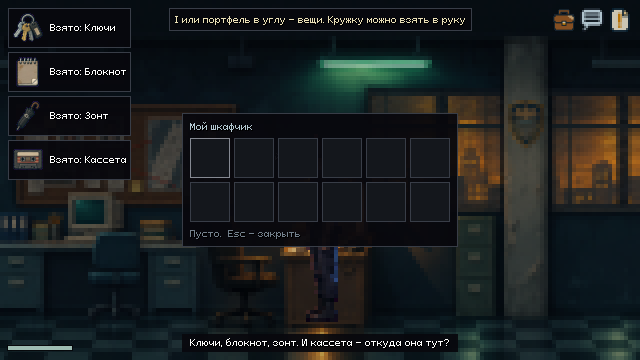 I или портфель в углу — вещи. Кружку можно взять в руку
Взято: Ключи
Взято: Блокнот
Взято: Зонт
Взято: Кассета
Мой шкафчик
Пусто. Esc — закрыть
Ключи, блокнот, зонт. И кассета — откуда она тут?